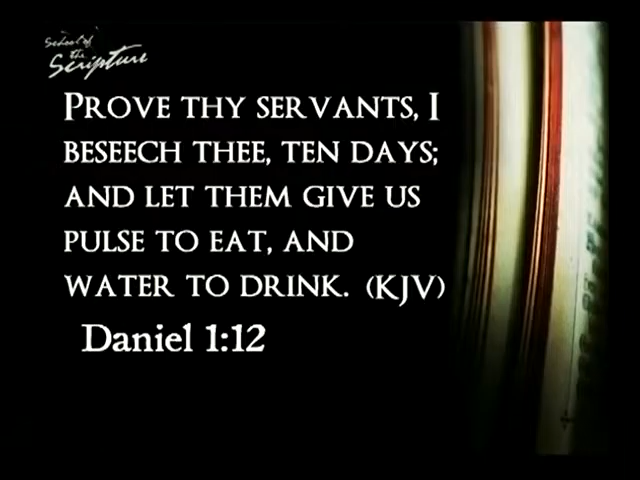 School of
the
Scripture
PROVE THY SERVANTS, I
BESEECH THEE, TEN DAYS;
AND LET THEM GIVE US
PULSE TO EAT, AND
WATER TO DRINK. (KJV)
Daniel 1:12